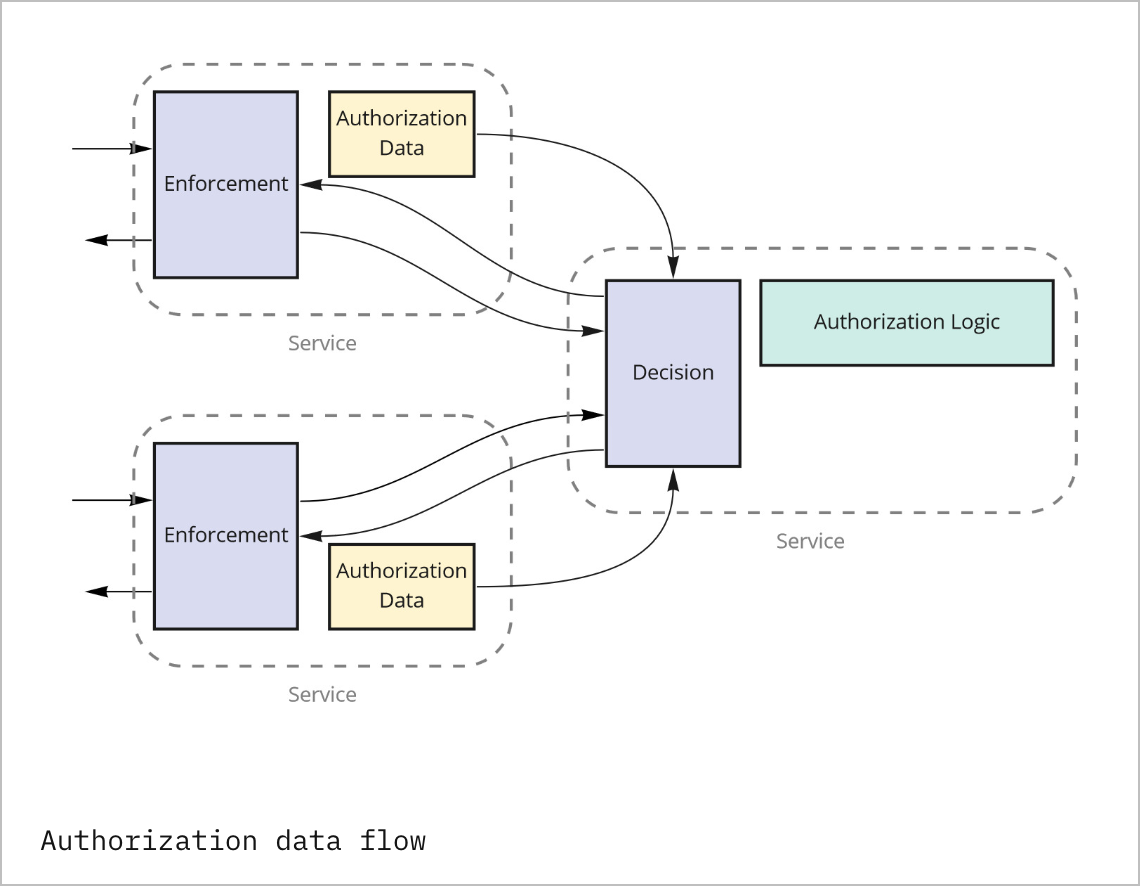 Authorization
Data
Enforcement
Service
Authorization Logic
Decision
Enforcement
Authorization
Data
Service
Service
Authorization data flow